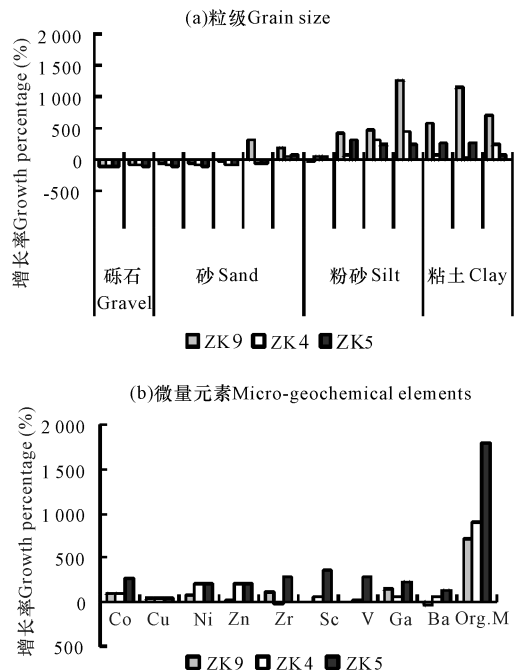 (a)粒级Grain size
增长率Growth percentage (%)
2 000
1 500
1 000
500
0
-500
砾石 砂 Sand 粉砂 Silt 粘土 Clay
Gravel
ZK9 ZK4 ZK5
(b)微量元素Micro-geochemical elements
增长率Growth percentage (%)
2 000
1 500
1 000
500
0
Co Cu Ni Zn Zr Sc V Ga Ba Org.M
500
ZK9 ZK4 ZK5